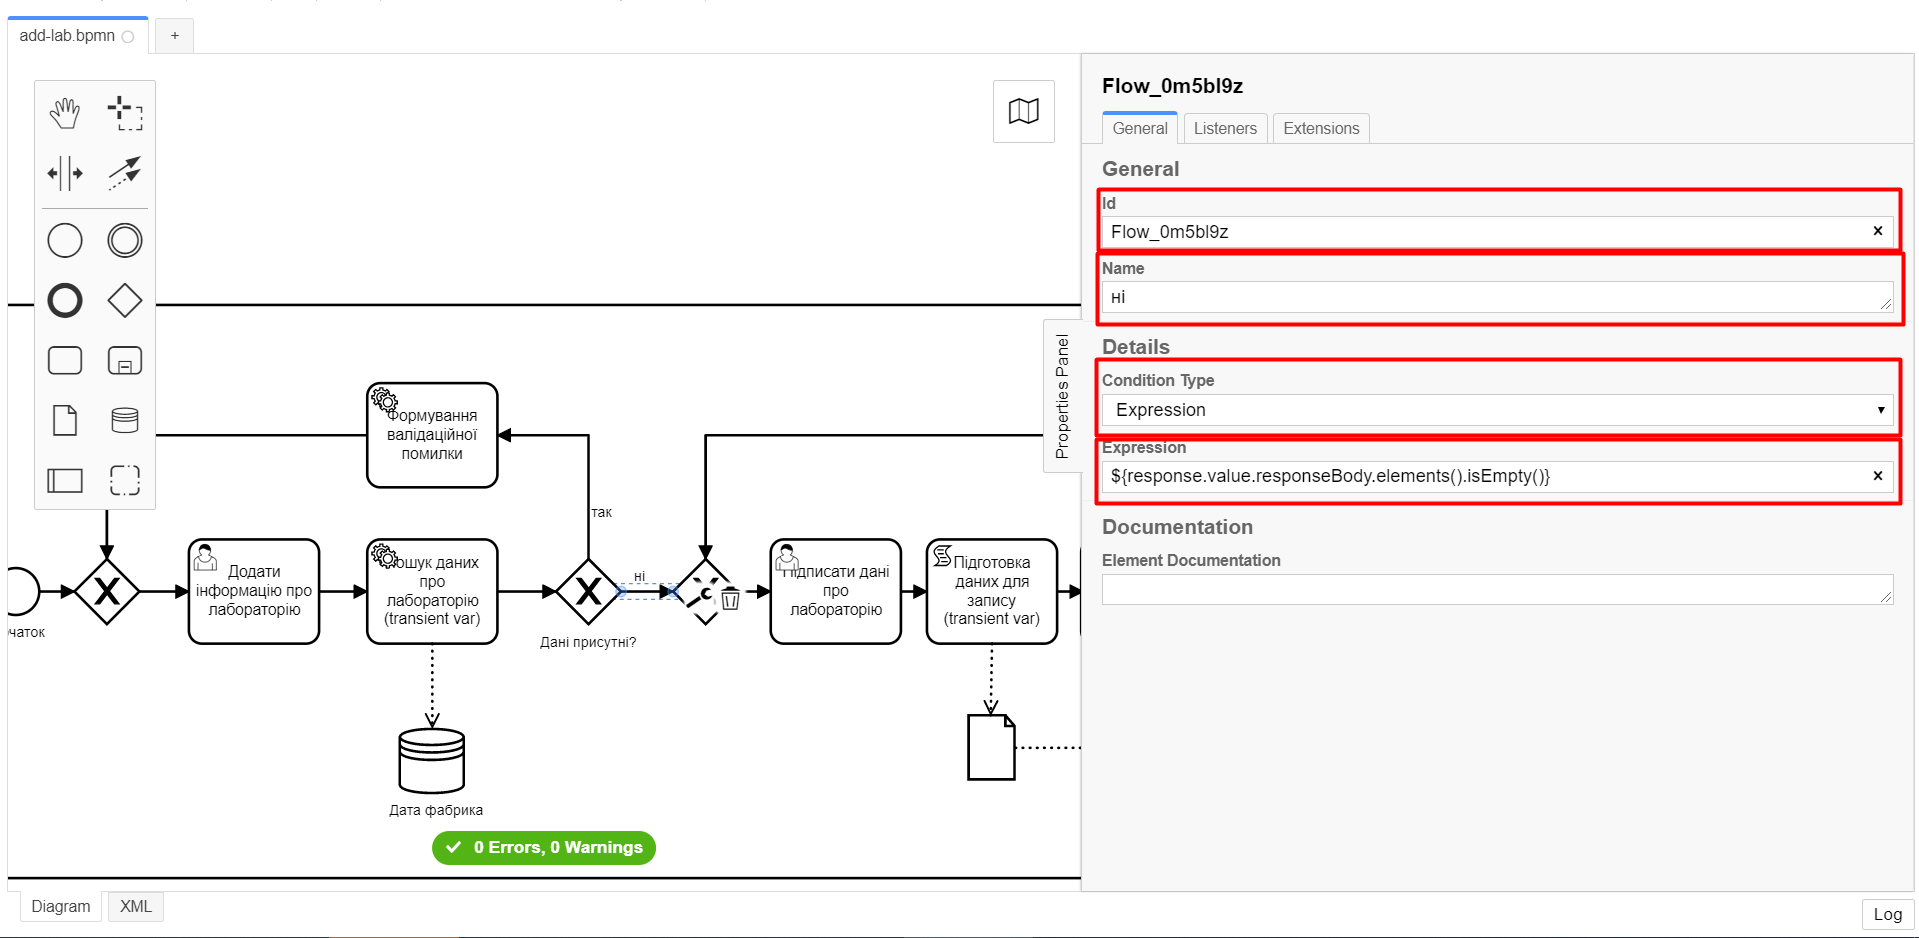 add-lab.bpmn
+
Формування
валідаційної
помилки
так
Додати
інформацію про
лабораторію
ошук даних
про
лабораторію
(transient var)
ні
Дані присутні?
чаток
підписати дані
про
лабораторію
Підготовка
даних для
запису
(transient var)
Дата фабрика
0 Errors, 0 Warnings
Diagram
XML
Properties Panel
Flow_0m5bl9z
General
Listeners
Extensions
General
Id
Flow_0m5bl9z
Name
ні
Details
Condition Type
Expression
Expression
${response.value.responseBody.elements().isEmpty()}
Documentation
Element Documentation
Log